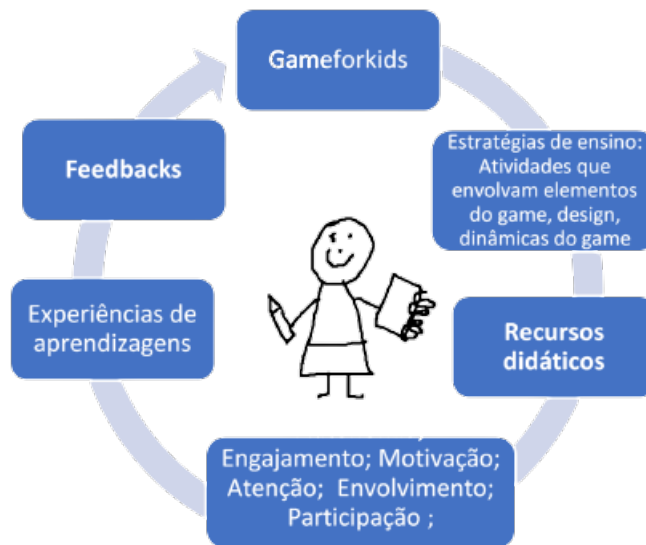 Gameforkids
Estratégias de ensino:
Atividades que
envolvam elementos
do game, design,
dinâmicas do game
Recursos
didáticos
Engajamento; Motivação;
Atenção; Envolvimento;
Participação ;
Experiências de
aprendizagens
Feedbacks